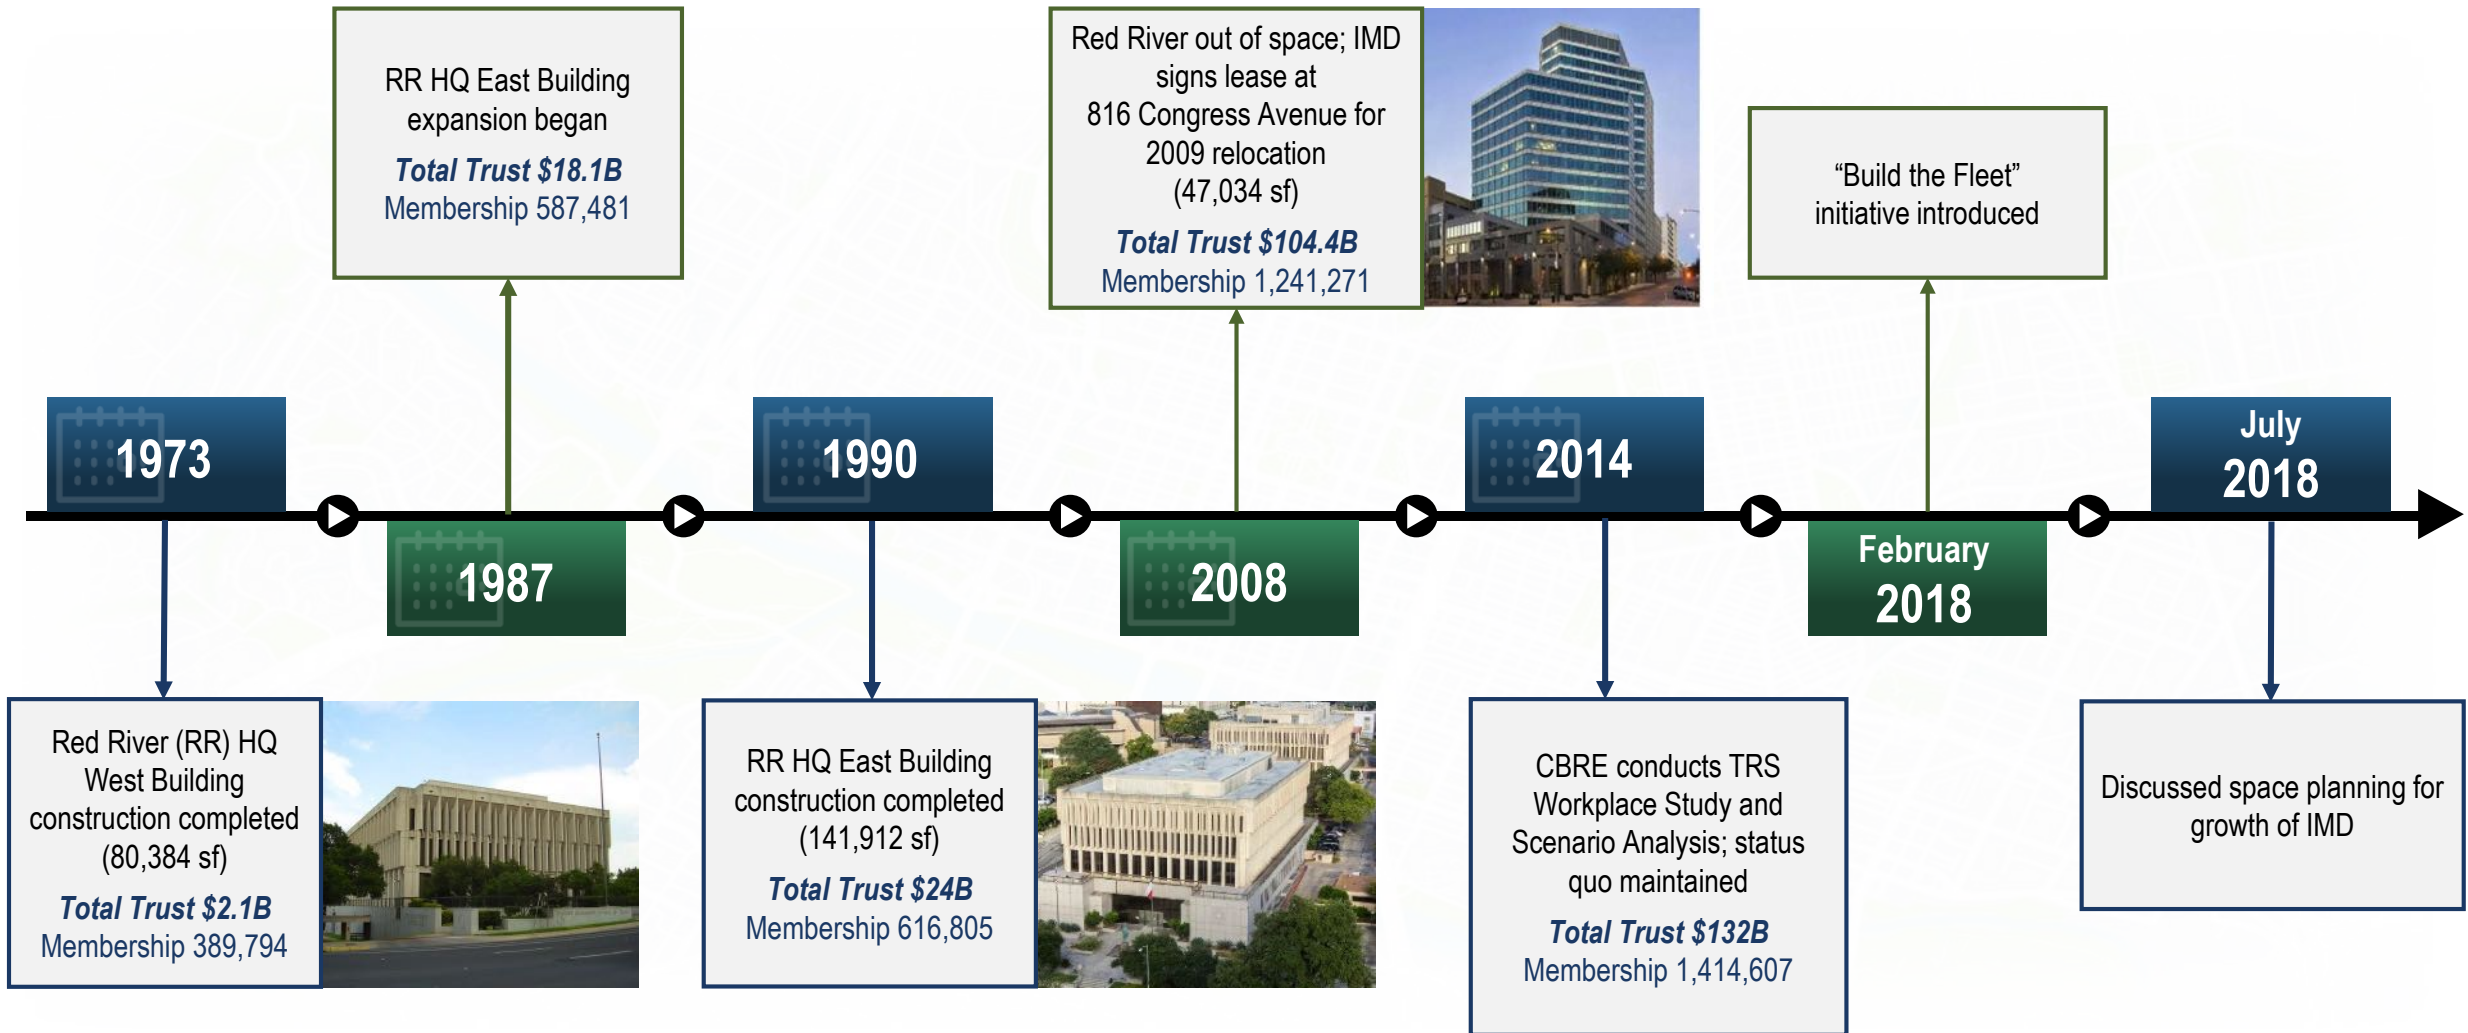 RR HQ East Building
expansion began
Total Trust $18.1B
Membership 587,481
Red River out of space; IMD
signs lease at
816 Congress Avenue for
2009 relocation
(47,034 sf)
Total Trust $104.4B
Membership 1,241,271
“Build the Fleet”
initiative introduced
1973
1987
1990
2008
2014
February
2018
July
2018
Red River (RR) HQ
West Building
construction completed
(80,384 sf)
Total Trust $2.1B
Membership 389,794
RR HQ East Building
construction completed
(141,912 sf)
Total Trust $24B
Membership 616,805
CBRE conducts TRS
Workplace Study and
Scenario Analysis; status
quo maintained
Total Trust $132B
Membership 1,414,607
Discussed space planning for
growth of IMD